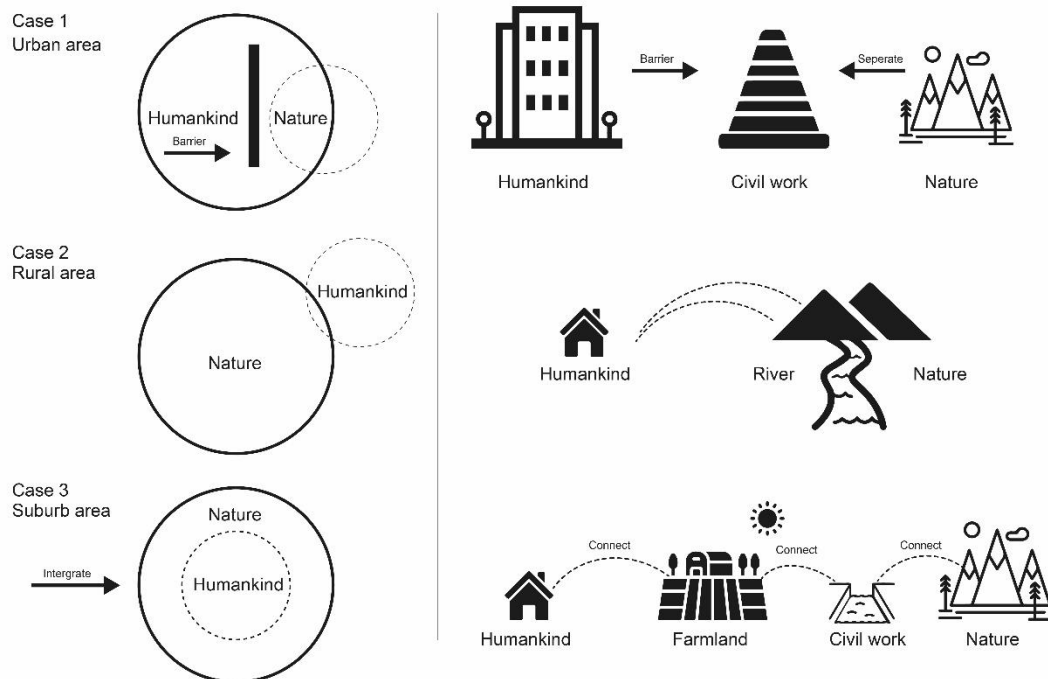 Case 1
Urban area
Humankind
Nature
Barrier
Barrier
Seperate
Humankind
Civil work
Nature
Case 2
Rural area
Humankind
Nature
Humankind
River
Nature
Case 3
Suburb area
Nature
Intergrate
Humankind
Connect
Connect
Connect
Humankind
Farmland
Civil work
Nature